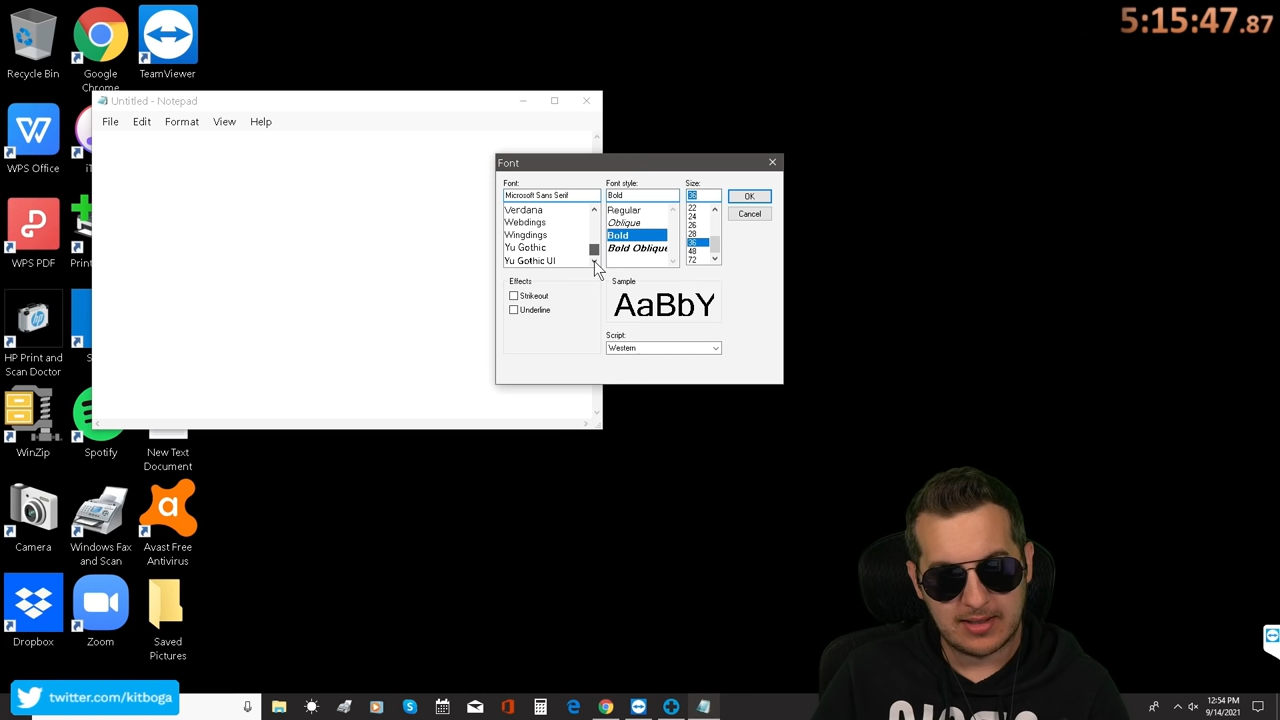 5:15:47.87
Recycle Bin
Google Chrome
TeamViewer
Untitled - Notepad
File Edit Format View Help
WPS Office
WPS PDF
HP Print and Scan Doctor
WinZip
Spotify
New Text Document
Camera
Windows Fax and Scan
Avast Free Antivirus
Dropbox
Zoom
Saved Pictures
Font
Font: Font style: Size:
Microsoft Sans Serif Bold 36
OK
Cancel
Verdana
Webdings
Wingdings
Yu Gothic
Yu Gothic UI
Regular
Oblique
Bold
Bold Oblique
22
24
26
28
36
48
72
Effects
Strikeout
Underline
Sample
AaBbY
Script:
Western
twitter.com/kitboga
12:54 PM
9/14/2021